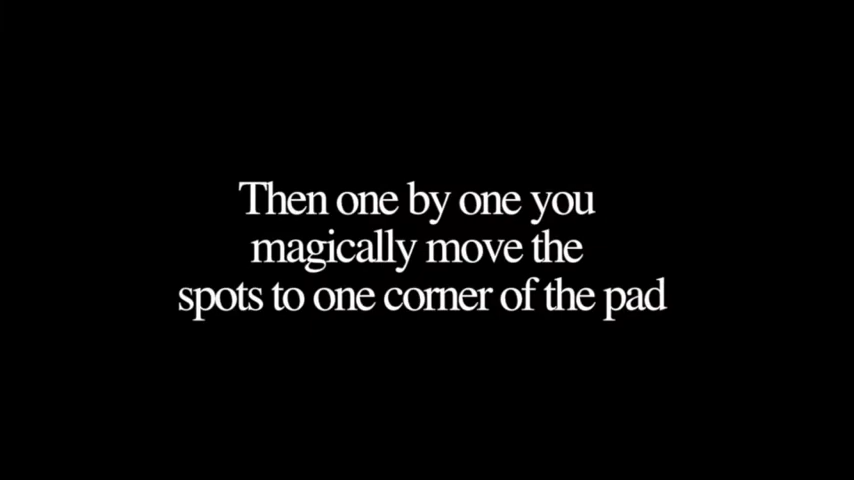 Then one by one you
magically move the
spots to one corner of the pad